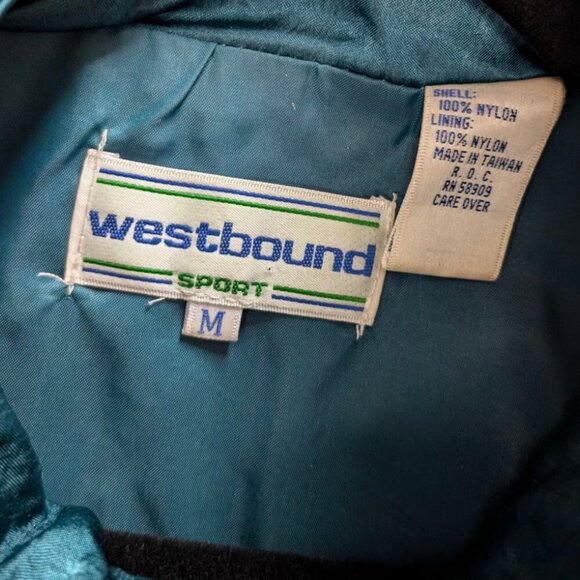 westbound
SPORT
M
SHELL:
100% NYLON
LINING:
100% NYLON
MADE IN TAIWAN
R. O. C.
RN 58909
CARE OVER